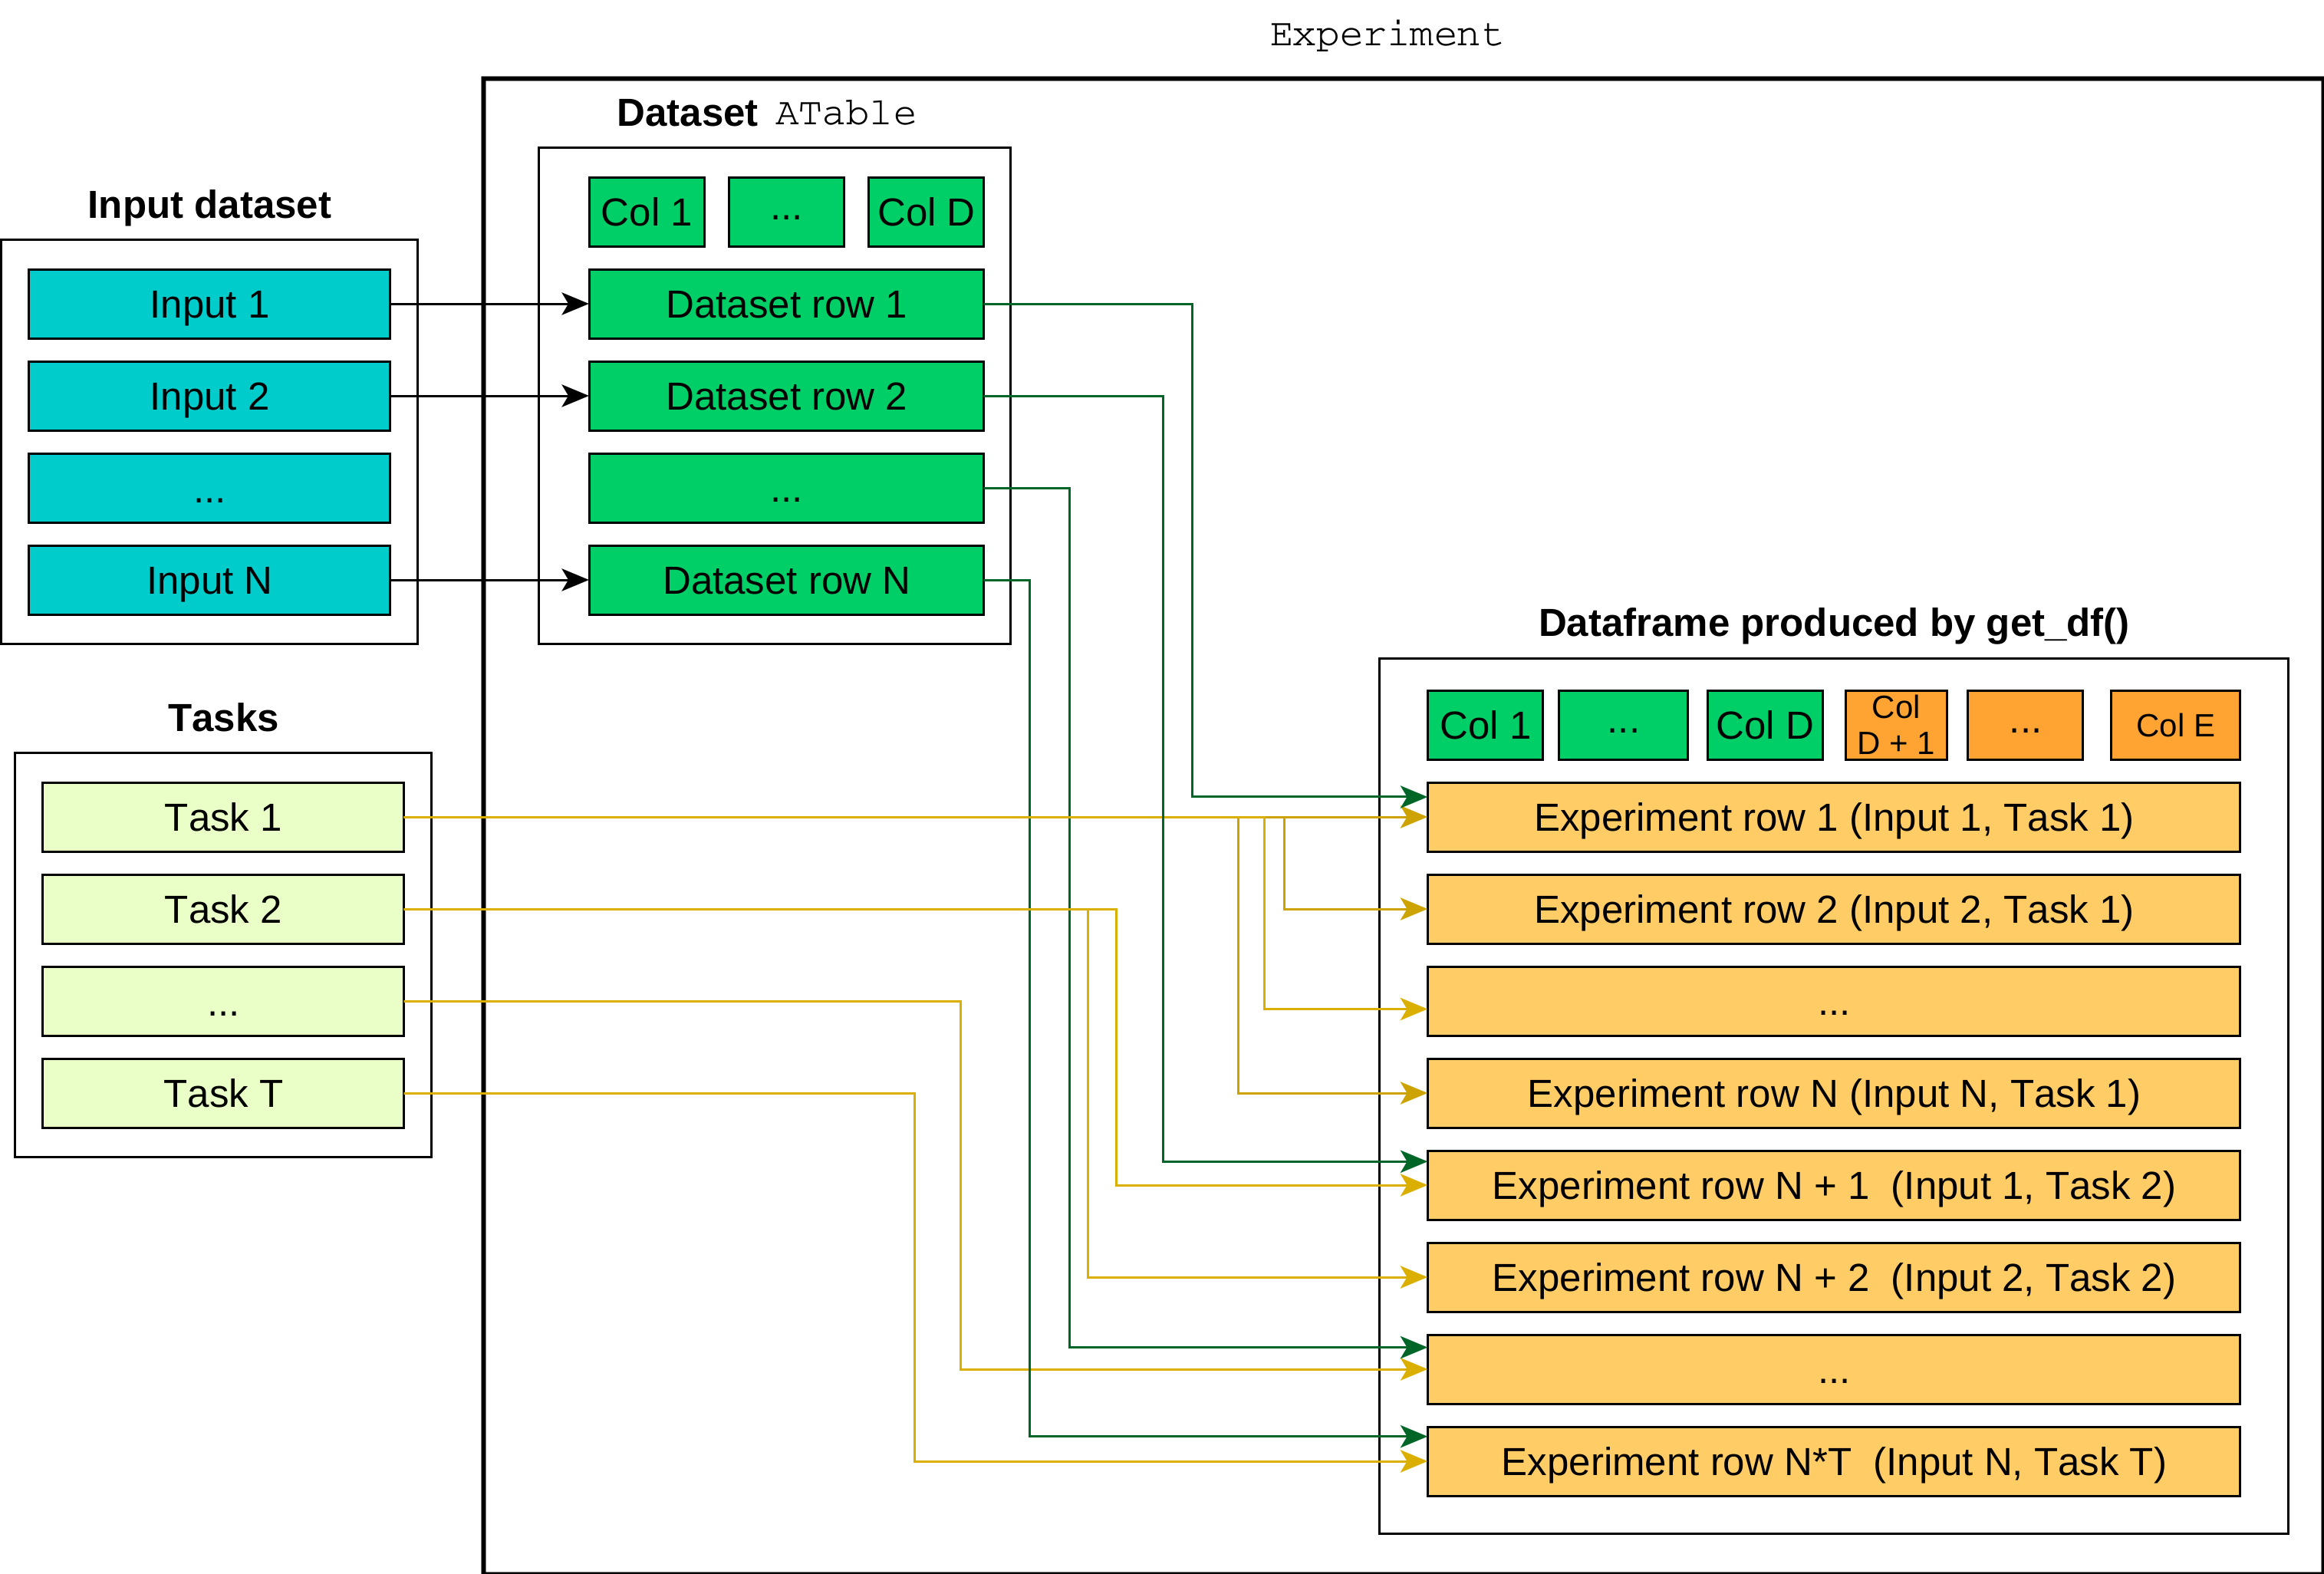 Experiment
Dataset ATable
Col 1
...
Col D
Input dataset
Input 1
Dataset row 1
Input 2
Dataset row 2
...
...
Input N
Dataset row N
Dataframe produced by get_df()
Col 1
...
Col D
Col
D + 1
...
Col E
Tasks
Task 1
Experiment row 1 (Input 1, Task 1)
Task 2
Experiment row 2 (Input 2, Task 1)
...
...
Task T
Experiment row N (Input N, Task 1)
Experiment row N + 1  (Input 1, Task 2)
Experiment row N + 2  (Input 2, Task 2)
...
Experiment row N*T  (Input N, Task T)